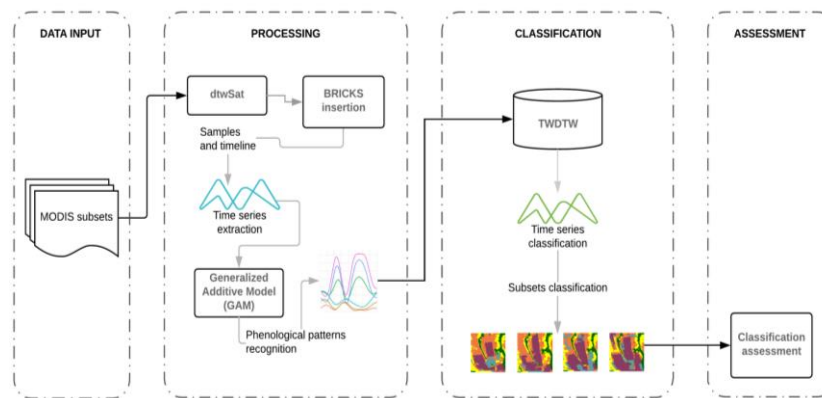 DATA INPUT
MODIS subsets
PROCESSING
dtwSat
BRICKS
insertion
Samples
and timeline
Time series
extraction
Generalized
Additive Model
(GAM)
Phenological patterns
recognition
CLASSIFICATION
TWDTW
Time series
classification
Subsets classification
ASSESSMENT
Classification
assessment